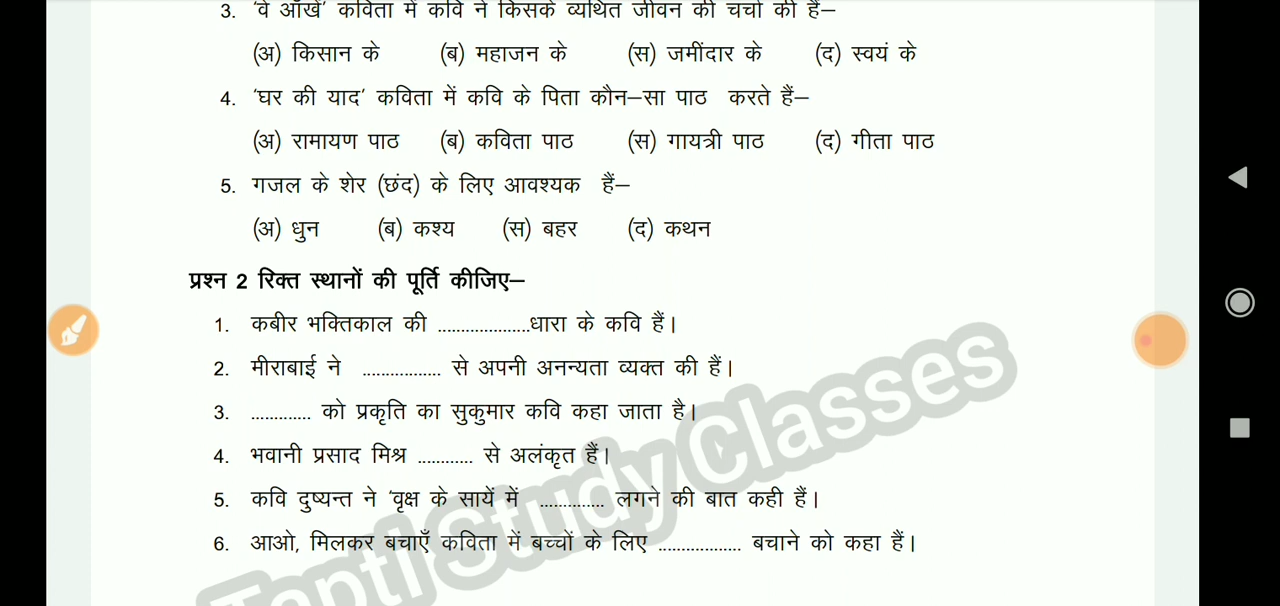 3. 'वे आँखें' कविता में कवि ने किसके व्यथित जीवन की चर्चा की हैं–
(अ) किसान के (ब) महाजन के (स) जमींदार के (द) स्वयं के
4. 'घर की याद' कविता में कवि के पिता कौन–सा पाठ करते हैं–
(अ) रामायण पाठ (ब) कविता पाठ (स) गायत्री पाठ (द) गीता पाठ
5. गजल के शेर (छंद) के लिए आवश्यक हैं–
(अ) धुन (ब) कश्य (स) बहर (द) कथन
प्रश्न 2 रिक्त स्थानों की पूर्ति कीजिए–
1. कबीर भक्तिकाल की ....................धारा के कवि हैं।
2. मीराबाई ने ................. से अपनी अनन्यता व्यक्त की हैं।
3. ............. को प्रकृति का सुकुमार कवि कहा जाता है।
4. भवानी प्रसाद मिश्र ............ से अलंकृत हैं।
5. कवि दुष्यन्त ने 'वृक्ष के सायें में .............. लगने की बात कही हैं।
6. आओ, मिलकर बचाएँ कविता में बच्चों के लिए .................. बचाने को कहा हैं।
Tapti Study Classes